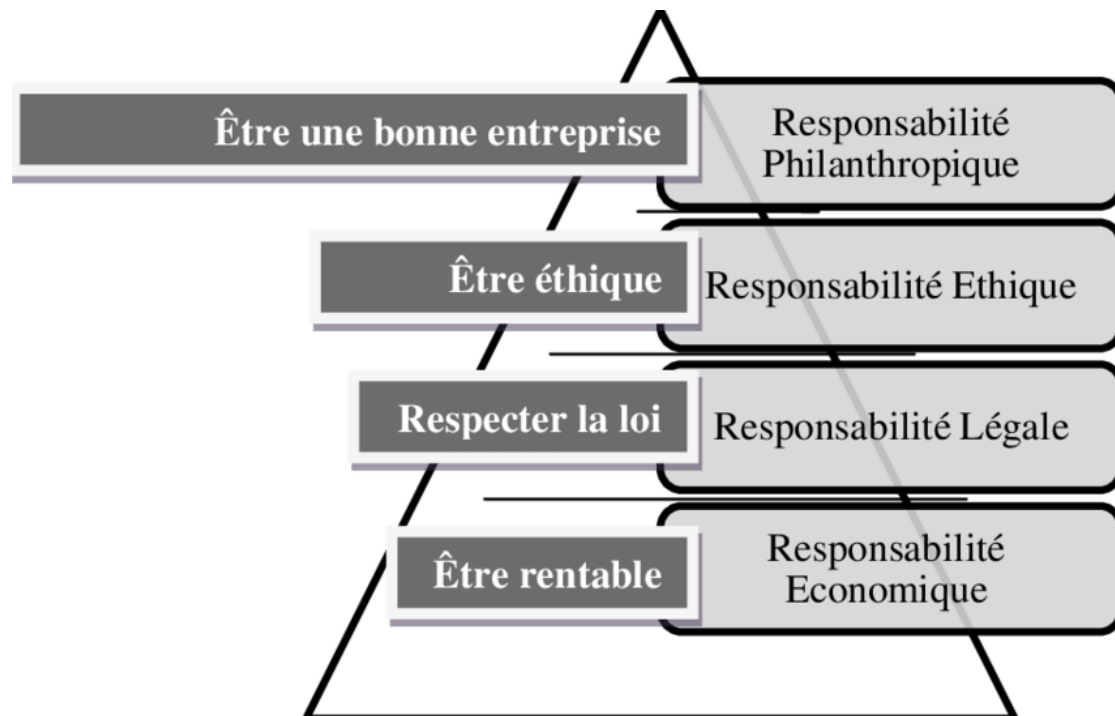 Être une bonne entreprise
Responsabilité
Philanthropique
Être éthique
Responsabilité Ethique
Respecter la loi
Responsabilité Légale
Être rentable
Responsabilité
Economique